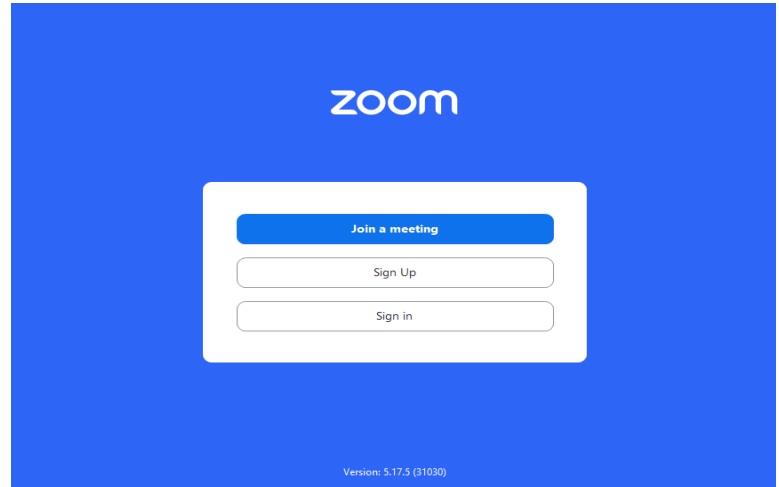 zoom
Join a meeting
Sign Up
Sign in
Version: 5.17.5 (31030)